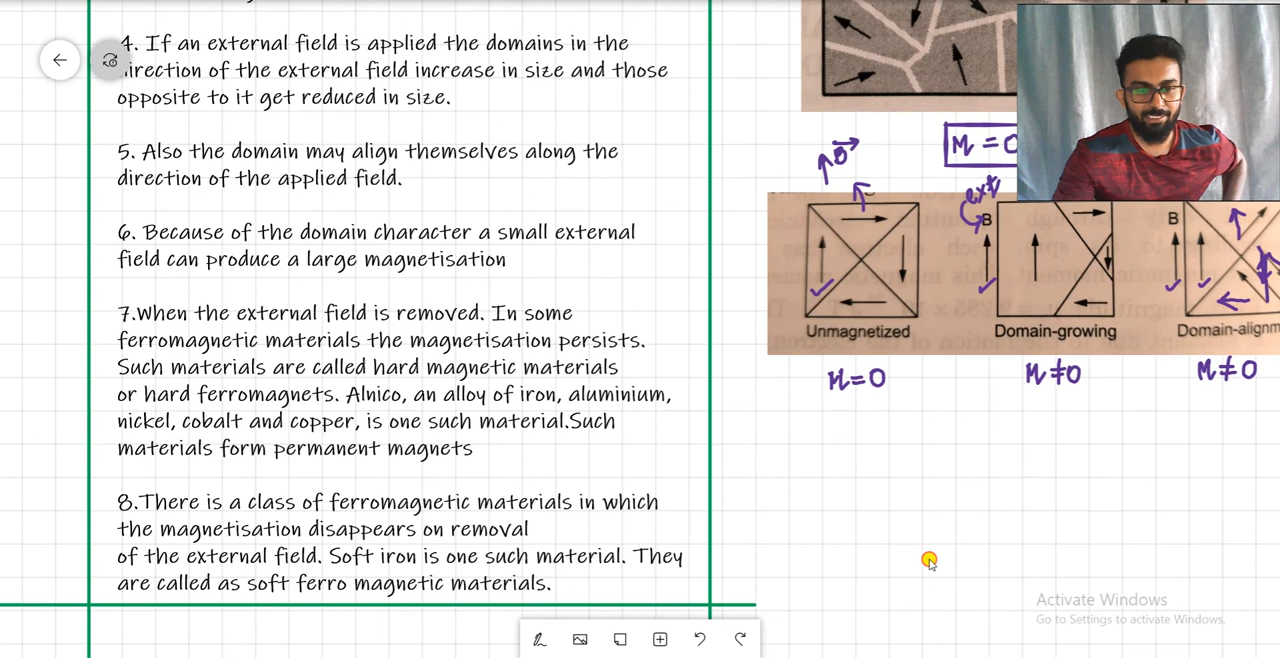 4. If an external field is applied the domains in the
direction of the external field increase in size and those
opposite to it get reduced in size.
5. Also the domain may align themselves along the
direction of the applied field.
6. Because of the domain character a small external
field can produce a large magnetisation
7.When the external field is removed. In some
ferromagnetic materials the magnetisation persists.
Such materials are called hard magnetic materials
or hard ferromagnets. Alnico, an alloy of iron, aluminium,
nickel, cobalt and copper, is one such material.Such
materials form permanent magnets
8.There is a class of ferromagnetic materials in which
the magnetisation disappears on removal
of the external field. Soft iron is one such material. They
are called as soft ferro magnetic materials.
M = 0
B
ext
B
B
Unmagnetized
Domain-growing
Domain-alignm
M=0
M≠0
M≠0
Activate Windows
Go to Settings to activate Windows.